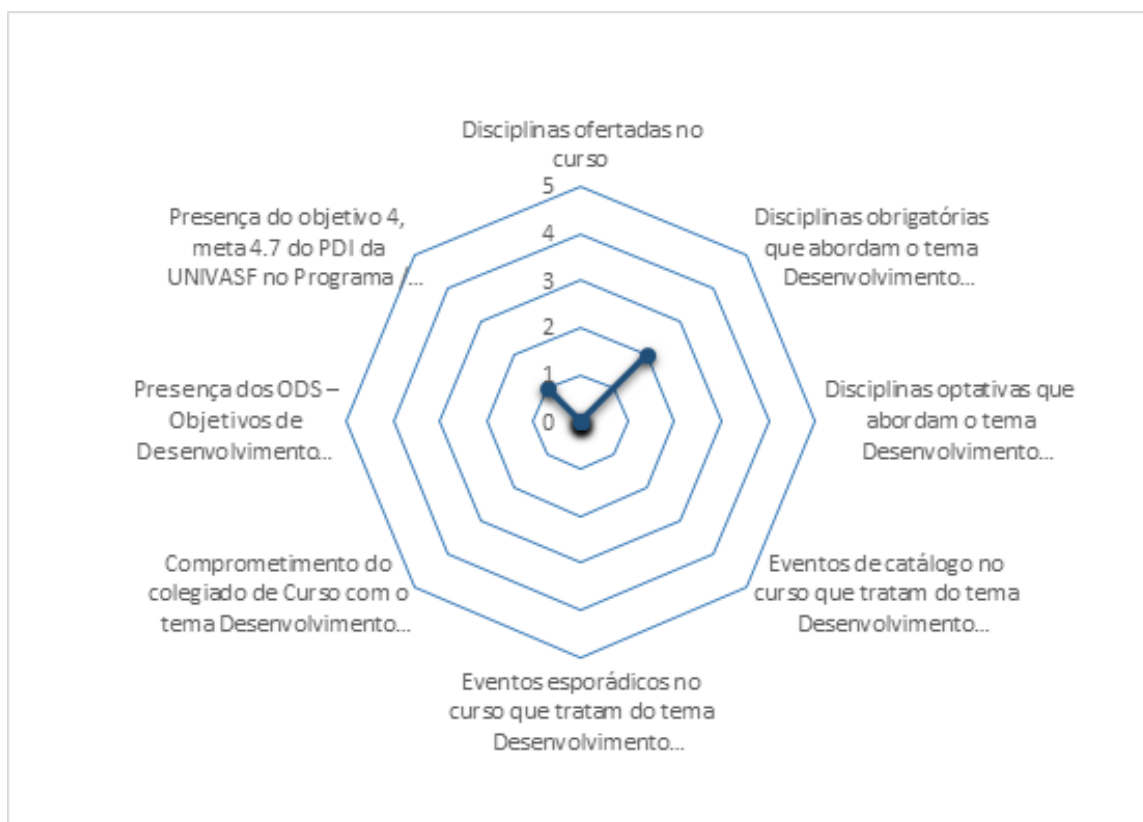 Disciplinas ofertadas no
curso
5
4
3
2
1
0
Disciplinas obrigatórias
que abordam o tema
Desenvolvimento...
Disciplinas optativas que
abordam o tema
Desenvolvimento...
Eventos de catálogo no
curso que tratam do tema
Desenvolvimento...
Eventos esporádicos no
curso que tratam do tema
Desenvolvimento...
Comprometimento do
colegiado de Curso com o
tema Desenvolvimento...
Presença dos ODS –
Objetivos de
Desenvolvimento...
Presença do objetivo 4,
meta 4.7 do PDI da
UNIVASF no Programa /...